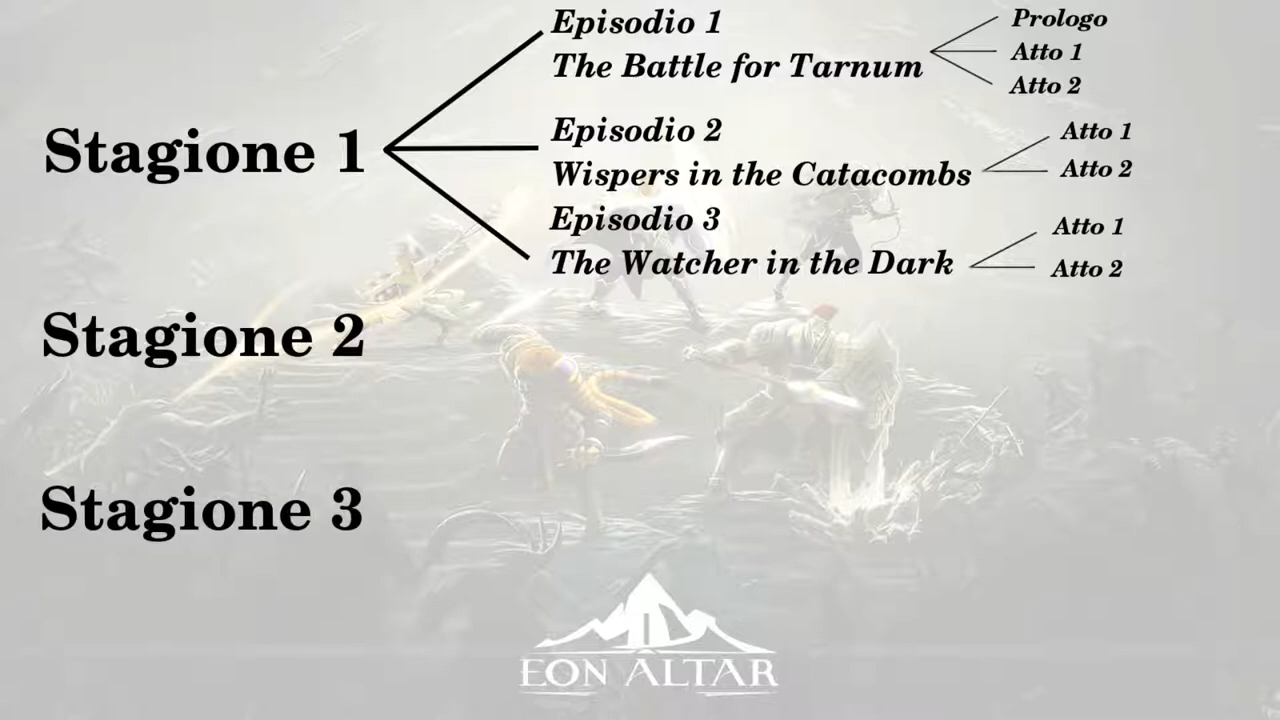 Stagione 1
Episodio 1
The Battle for Tarnum
Prologo
Atto 1
Atto 2
Episodio 2
Wispers in the Catacombs
Atto 1
Atto 2
Episodio 3
The Watcher in the Dark
Atto 1
Atto 2
Stagione 2
Stagione 3
EON ALTAR